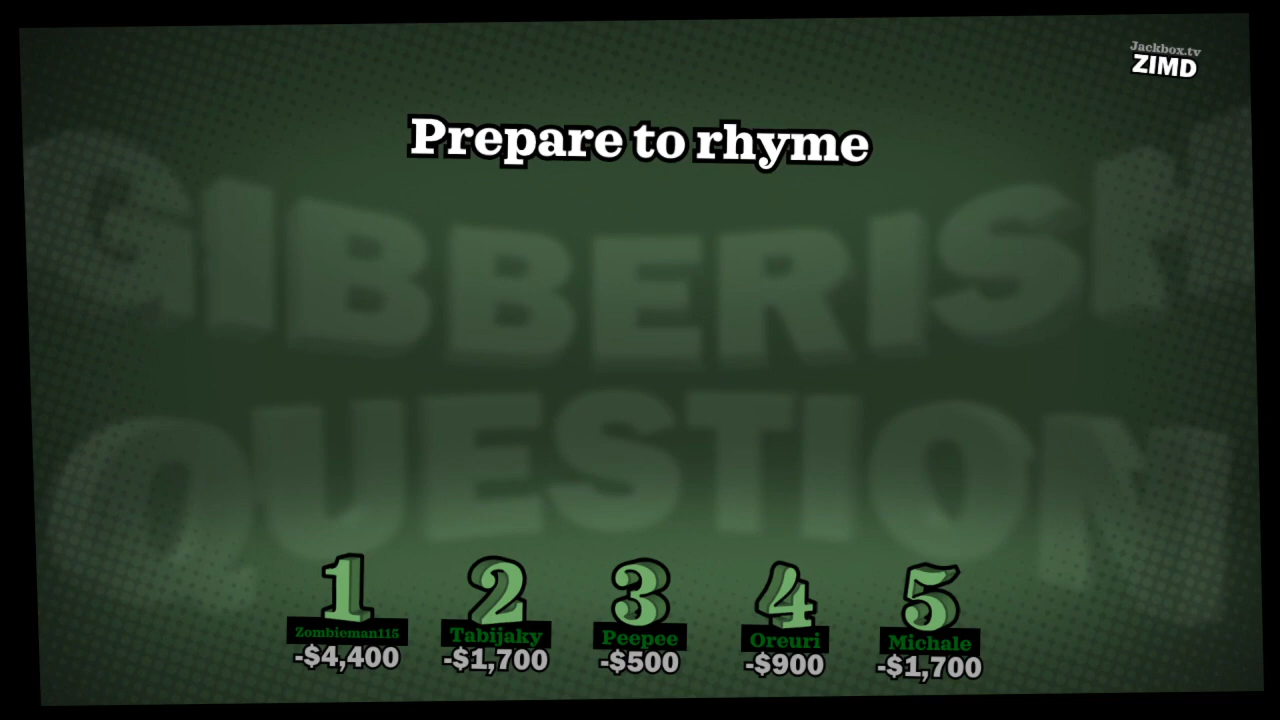 Jackbox.tv
ZIMD
Prepare to rhyme
GIBBERISH
QUESTION
1 2 3 4 5
Zombieman115 Tabijaky Peepee Oreuri Michale
-$4,400 -$1,700 -$500 -$900 -$1,700